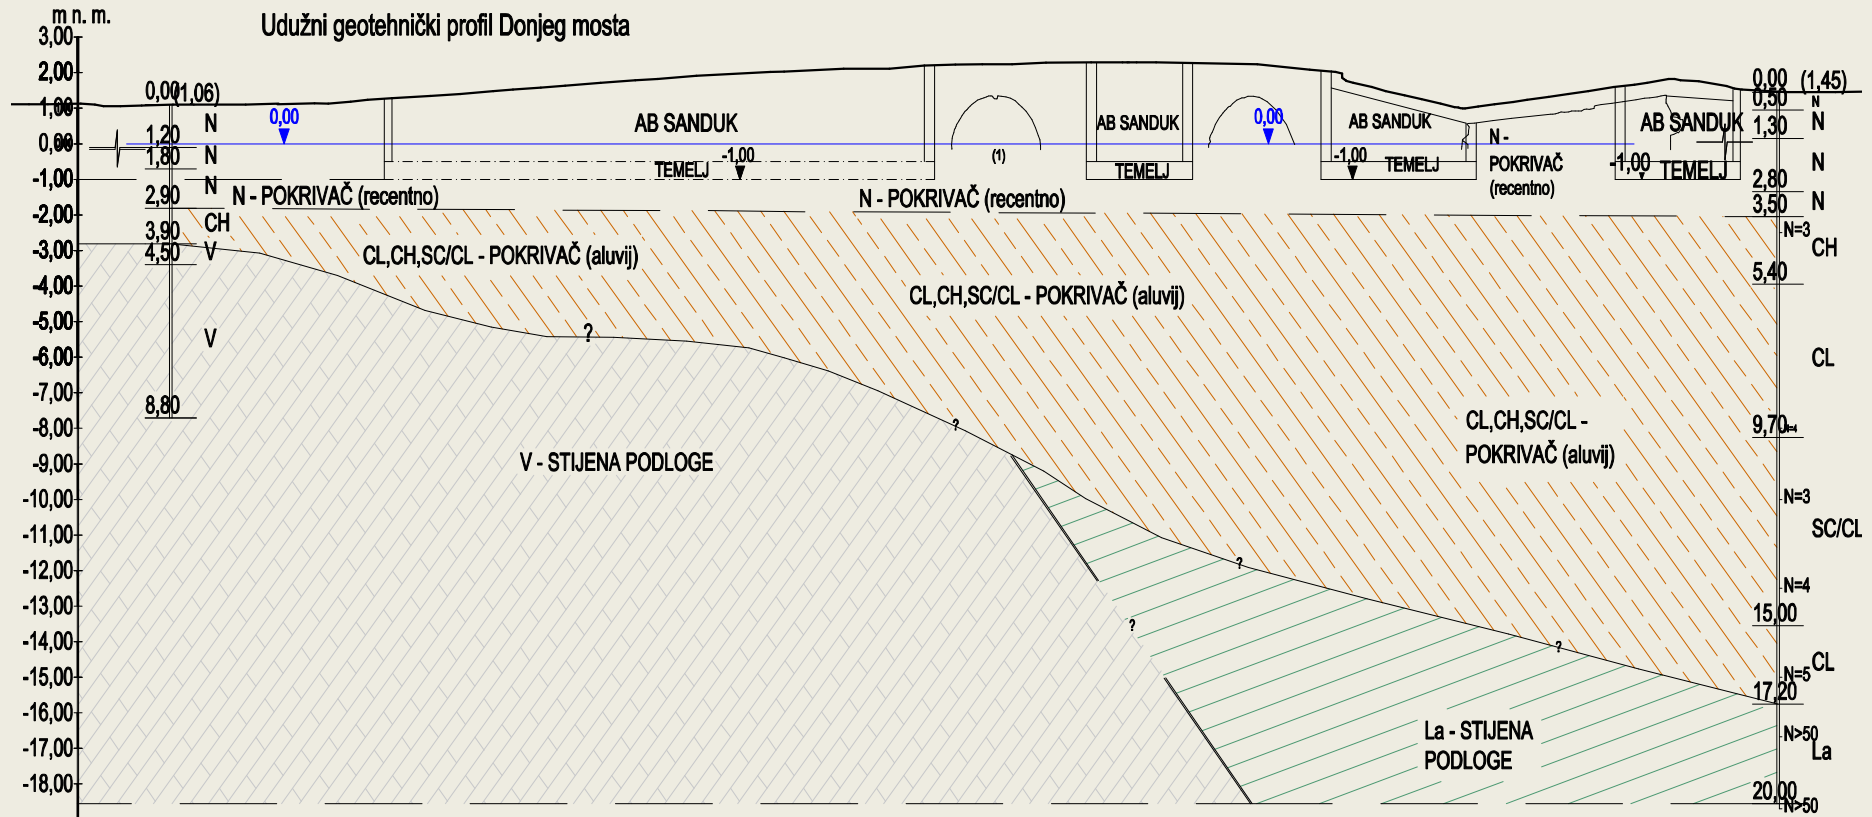 m n. m.
Udužni geotehnički profil Donjeg mosta
3,00
2,00
1,00
0,00
-1,00
-2,00
-3,00
-4,00
-5,00
-6,00
-7,00
-8,00
-9,00
-10,00
-11,00
-12,00
-13,00
-14,00
-15,00
-16,00
-17,00
-18,00
0,00 (1,06)
N
1,20
N
1,80
N
2,90
CH
3,90
V
4,50
V
8,80
0,00
AB SANDUK
-1,00
TEMELJ
(1)
AB SANDUK
TEMELJ
0,00
AB SANDUK
-1,00
TEMELJ
N -
POKRIVAČ
(recentno)
AB SANDUK
-1,00
TEMELJ
N - POKRIVAČ (recentno)
N - POKRIVAČ (recentno)
CL,CH,SC/CL - POKRIVAČ (aluvij)
CL,CH,SC/CL - POKRIVAČ (aluvij)
CL,CH,SC/CL -
POKRIVAČ (aluvij)
?
?
?
?
?
V - STIJENA PODLOGE
La - STIJENA
PODLOGE
0,00 (1,45)
0,50
N
N
1,30
N
2,80
N
3,50
N=3
CH
5,40
CL
9,70
N=4
N=3
SC/CL
N=4
15,00
CL
N=5
17,20
N>50
La
20,00
N>50